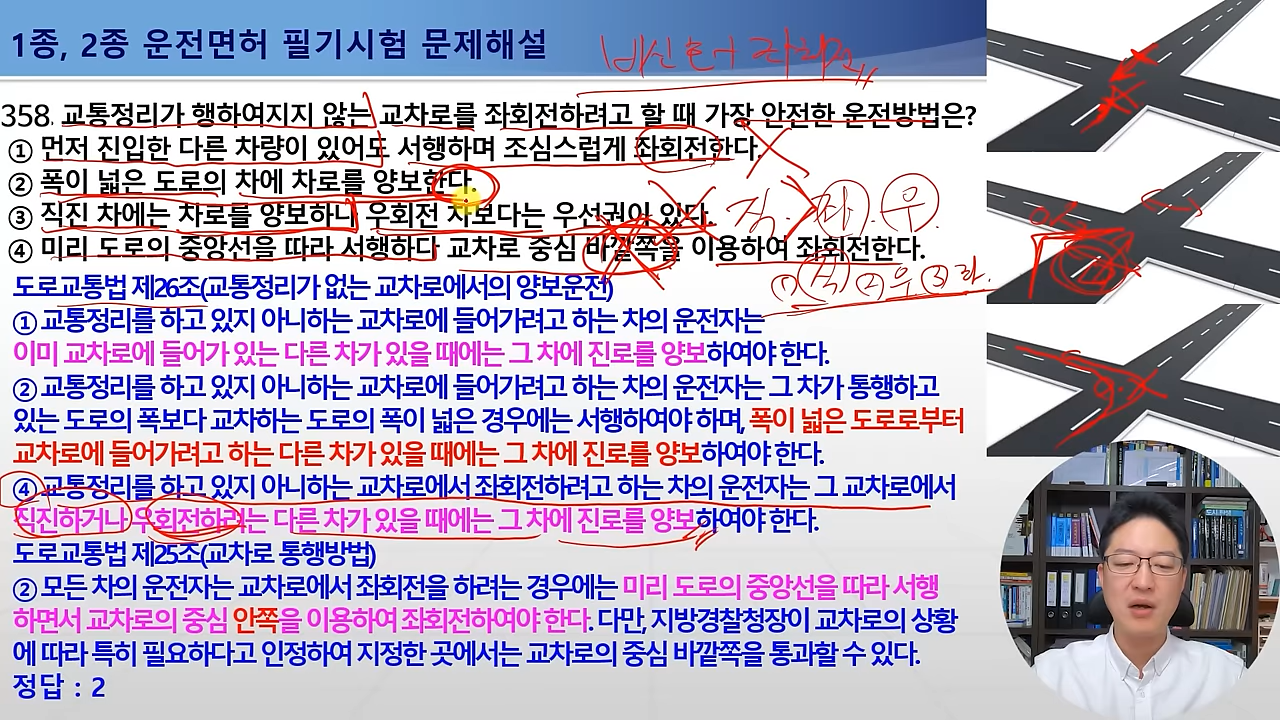 1종, 2종 운전면허 필기시험 문제해설
비신호 좌회전
358. 교통정리가 행하여지지 않는 교차로를 좌회전하려고 할 때 가장 안전한 운전방법은?
① 먼저 진입한 다른 차량이 있어도 서행하며 조심스럽게 좌회전한다.
② 폭이 넓은 도로의 차에 차로를 양보한다.
③ 직진 차에는 차로를 양보하나 우회전 차보다는 우선권이 있다.
직. 좌. 우
④ 미리 도로의 중앙선을 따라 서행하다 교차로 중심 바깥쪽을 이용하여 좌회전한다.
① 직 ② 우 ③ 좌.
도로교통법 제26조(교통정리가 없는 교차로에서의 양보운전)
① 교통정리를 하고 있지 아니하는 교차로에 들어가려고 하는 차의 운전자는
이미 교차로에 들어가 있는 다른 차가 있을 때에는 그 차에 진로를 양보하여야 한다.
② 교통정리를 하고 있지 아니하는 교차로에 들어가려고 하는 차의 운전자는 그 차가 통행하고
있는 도로의 폭보다 교차하는 도로의 폭이 넓은 경우에는 서행하여야 하며, 폭이 넓은 도로로부터
교차로에 들어가려고 하는 다른 차가 있을 때에는 그 차에 진로를 양보하여야 한다.
④ 교통정리를 하고 있지 아니하는 교차로에서 좌회전하려고 하는 차의 운전자는 그 교차로에서
직진하거나 우회전하려는 다른 차가 있을 때에는 그 차에 진로를 양보하여야 한다.
도로교통법 제25조(교차로 통행방법)
② 모든 차의 운전자는 교차로에서 좌회전을 하려는 경우에는 미리 도로의 중앙선을 따라 서행
하면서 교차로의 중심 안쪽을 이용하여 좌회전하여야 한다. 다만, 지방경찰청장이 교차로의 상황
에 따라 특히 필요하다고 인정하여 지정한 곳에서는 교차로의 중심 바깥쪽을 통과할 수 있다.
정답 : 2